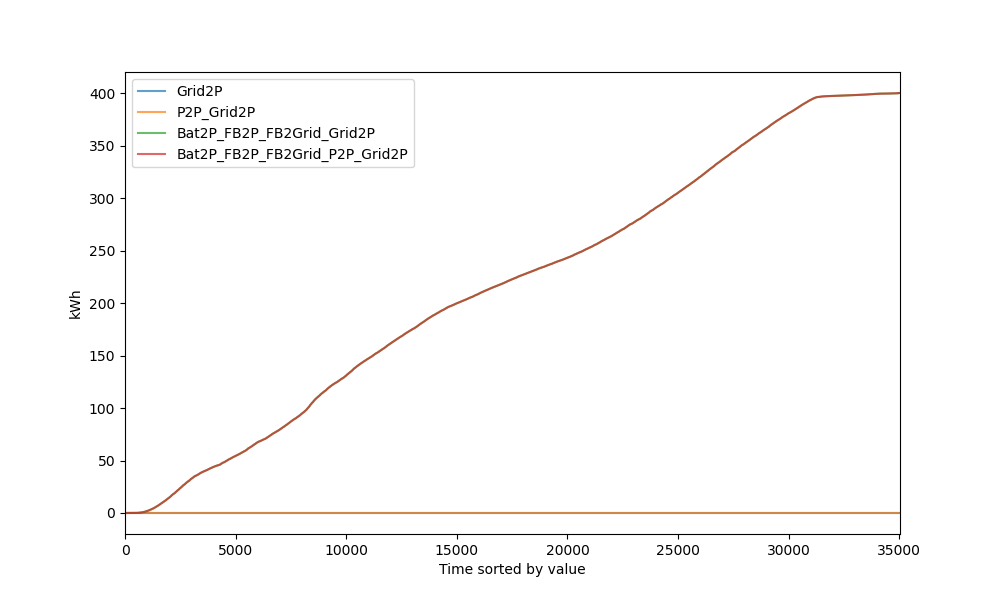 Grid2P
P2P_Grid2P
Bat2P_FB2P_FB2Grid_Grid2P
Bat2P_FB2P_FB2Grid_P2P_Grid2P
400
350
300
250
200
150
100
50
0
kWh
0 5000 10000 15000 20000 25000 30000 35000
Time sorted by value